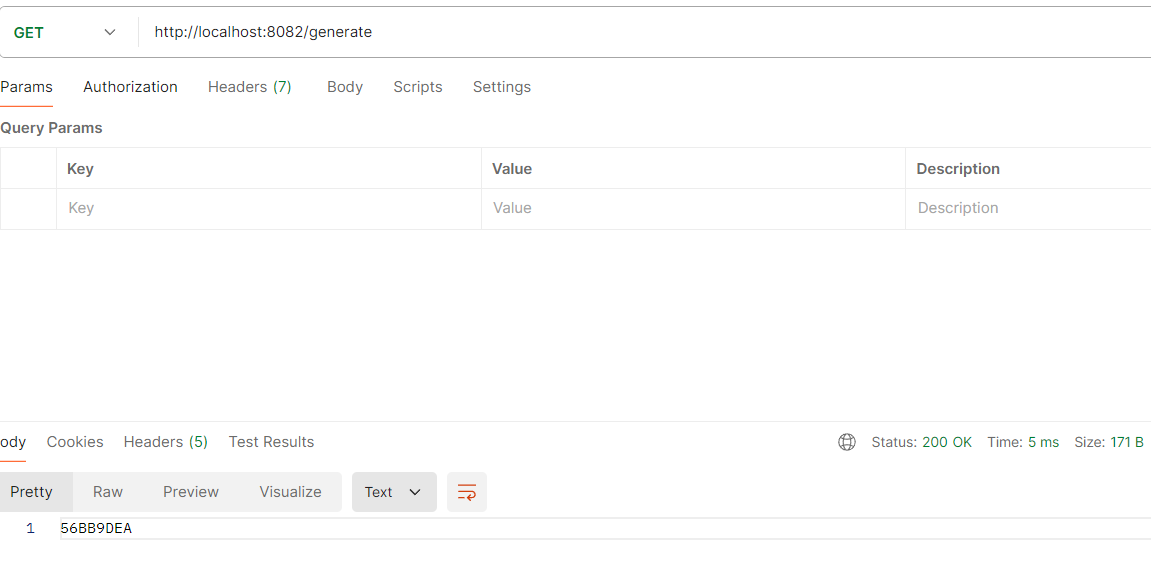 GET http://localhost:8082/generate
Params Authorization Headers (7) Body Scripts Settings
Query Params
Key Value Description
Key Value Description
ody Cookies Headers (5) Test Results Status: 200 OK Time: 5 ms Size: 171 B
Pretty Raw Preview Visualize Text
1 56BB9DEA